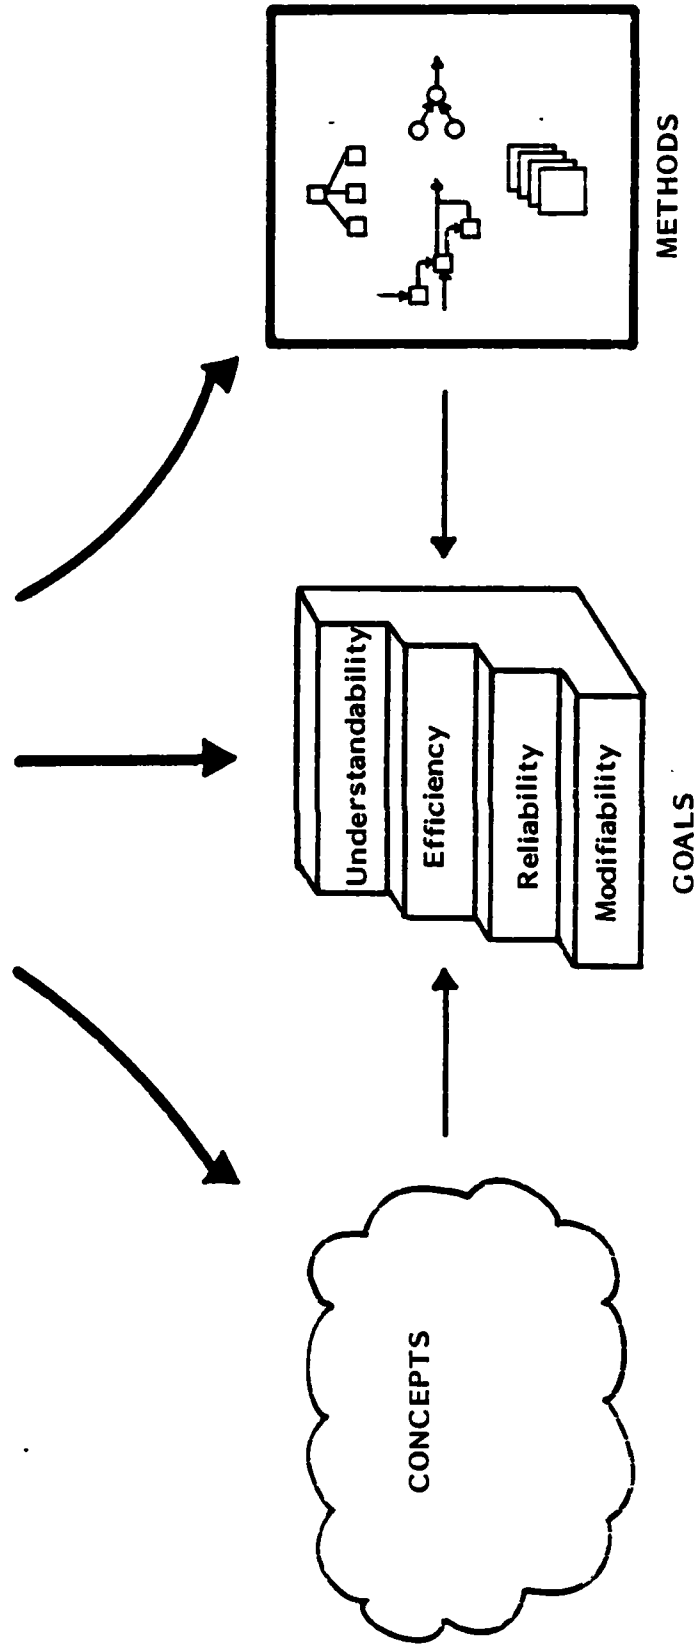 CONCEPTS
Understandability
Efficiency
Reliability
Modifiability
GOALS
METHODS